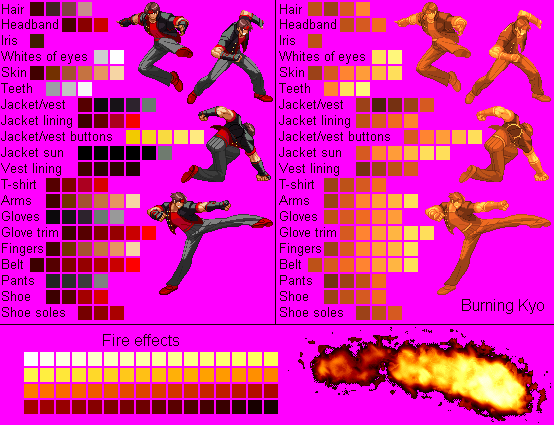 Hair
Headband
Iris
Whites of eyes
Skin
Teeth
Jacket/vest
Jacket lining
Jacket/vest buttons
Jacket sun
Vest lining
T-shirt
Arms
Gloves
Glove trim
Fingers
Belt
Pants
Shoe
Shoe soles
Hair
Headband
Iris
Whites of eyes
Skin
Teeth
Jacket/vest
Jacket lining
Jacket/vest buttons
Jacket sun
Vest lining
T-shirt
Arms
Gloves
Glove trim
Fingers
Belt
Pants
Shoe
Shoe soles
Burning Kyo
Fire effects